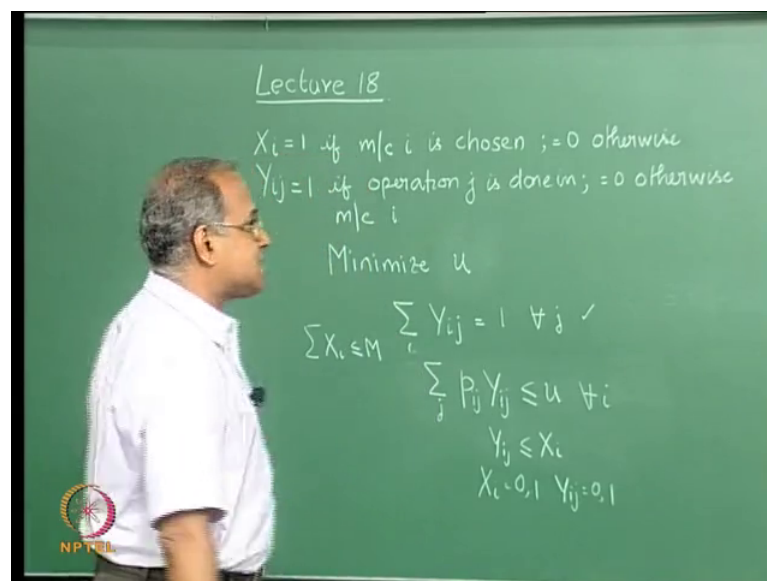 Lecture 18
Xi = 1 if m/c i is chosen ; = 0 otherwise
Yij = 1 if operation j is done in ; = 0 otherwise
m/c i
Minimize u
∑Xi ≤ M
∑i Yij = 1 ∀ j ✓
∑j pij Yij ≤ u ∀ i
Yij ≤ Xi
Xi = 0,1 Yij = 0,1
NPTEL